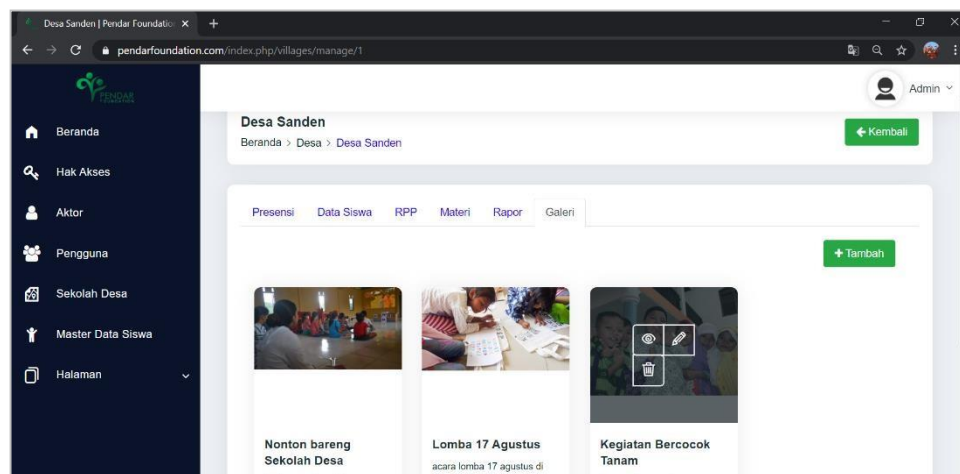 Desa Sanden | Pendar Foundatio
pendarfoundation.com/index.php/villages/manage/1
PENDAR
FOUNDATION
Admin
Beranda
Hak Akses
Aktor
Pengguna
Sekolah Desa
Master Data Siswa
Halaman
Desa Sanden
Beranda > Desa > Desa Sanden
Kembali
Presensi Data Siswa RPP Materi Rapor Galeri
+ Tambah
Nonton bareng
Sekolah Desa
Lomba 17 Agustus
acara lomba 17 agustus di
Kegiatan Bercocok
Tanam